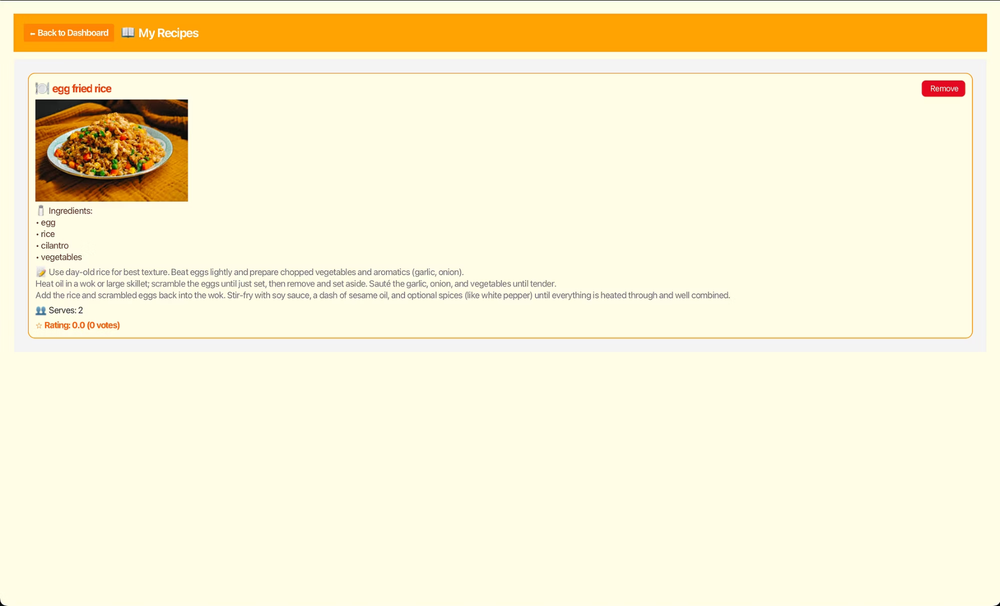 ← Back to Dashboard
📖 My Recipes
🍽️ egg fried rice
Remove
🧂 Ingredients:
• egg
• rice
• cilantro
• vegetables
📝 Use day-old rice for best texture. Beat eggs lightly and prepare chopped vegetables and aromatics (garlic, onion).
Heat oil in a wok or large skillet; scramble the eggs until just set, then remove and set aside. Sauté the garlic, onion, and vegetables until tender.
Add the rice and scrambled eggs back into the wok. Stir-fry with soy sauce, a dash of sesame oil, and optional spices (like white pepper) until everything is heated through and well combined.
👥 Serves: 2
☆ Rating: 0.0 (0 votes)